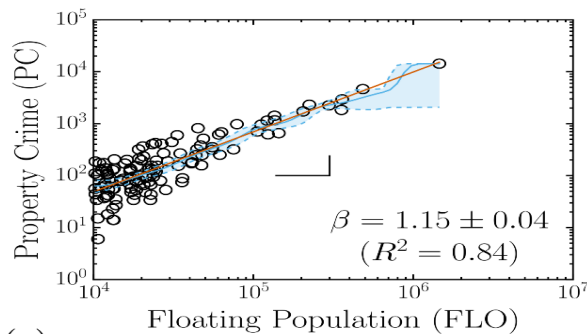 Property Crime (PC)
10^5
10^4
10^3
10^2
10^1
10^0
β = 1.15 ± 0.04
(R^2 = 0.84)
10^4 10^5 10^6 10^7
Floating Population (FLO)